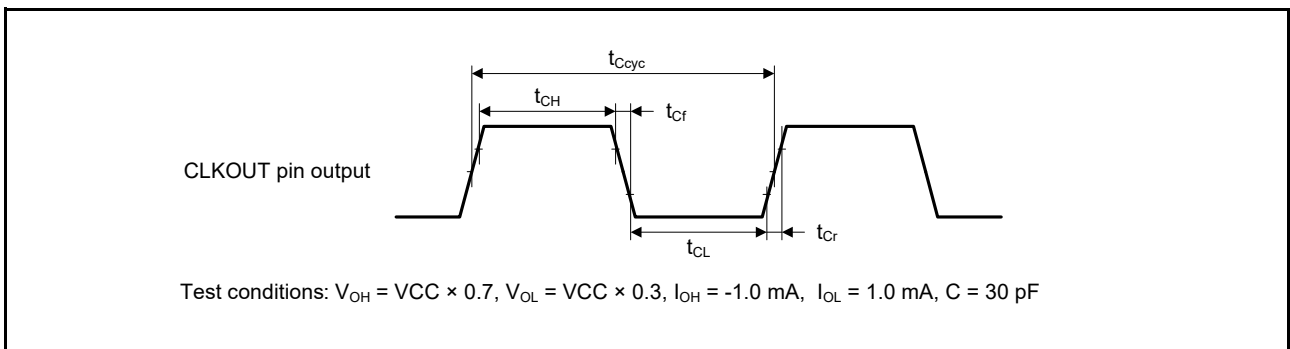 tCcyc
tCH
tCf
CLKOUT pin output
tCL
tCr
Test conditions: VOH = VCC × 0.7, VOL = VCC × 0.3, IOH = -1.0 mA, IOL = 1.0 mA, C = 30 pF